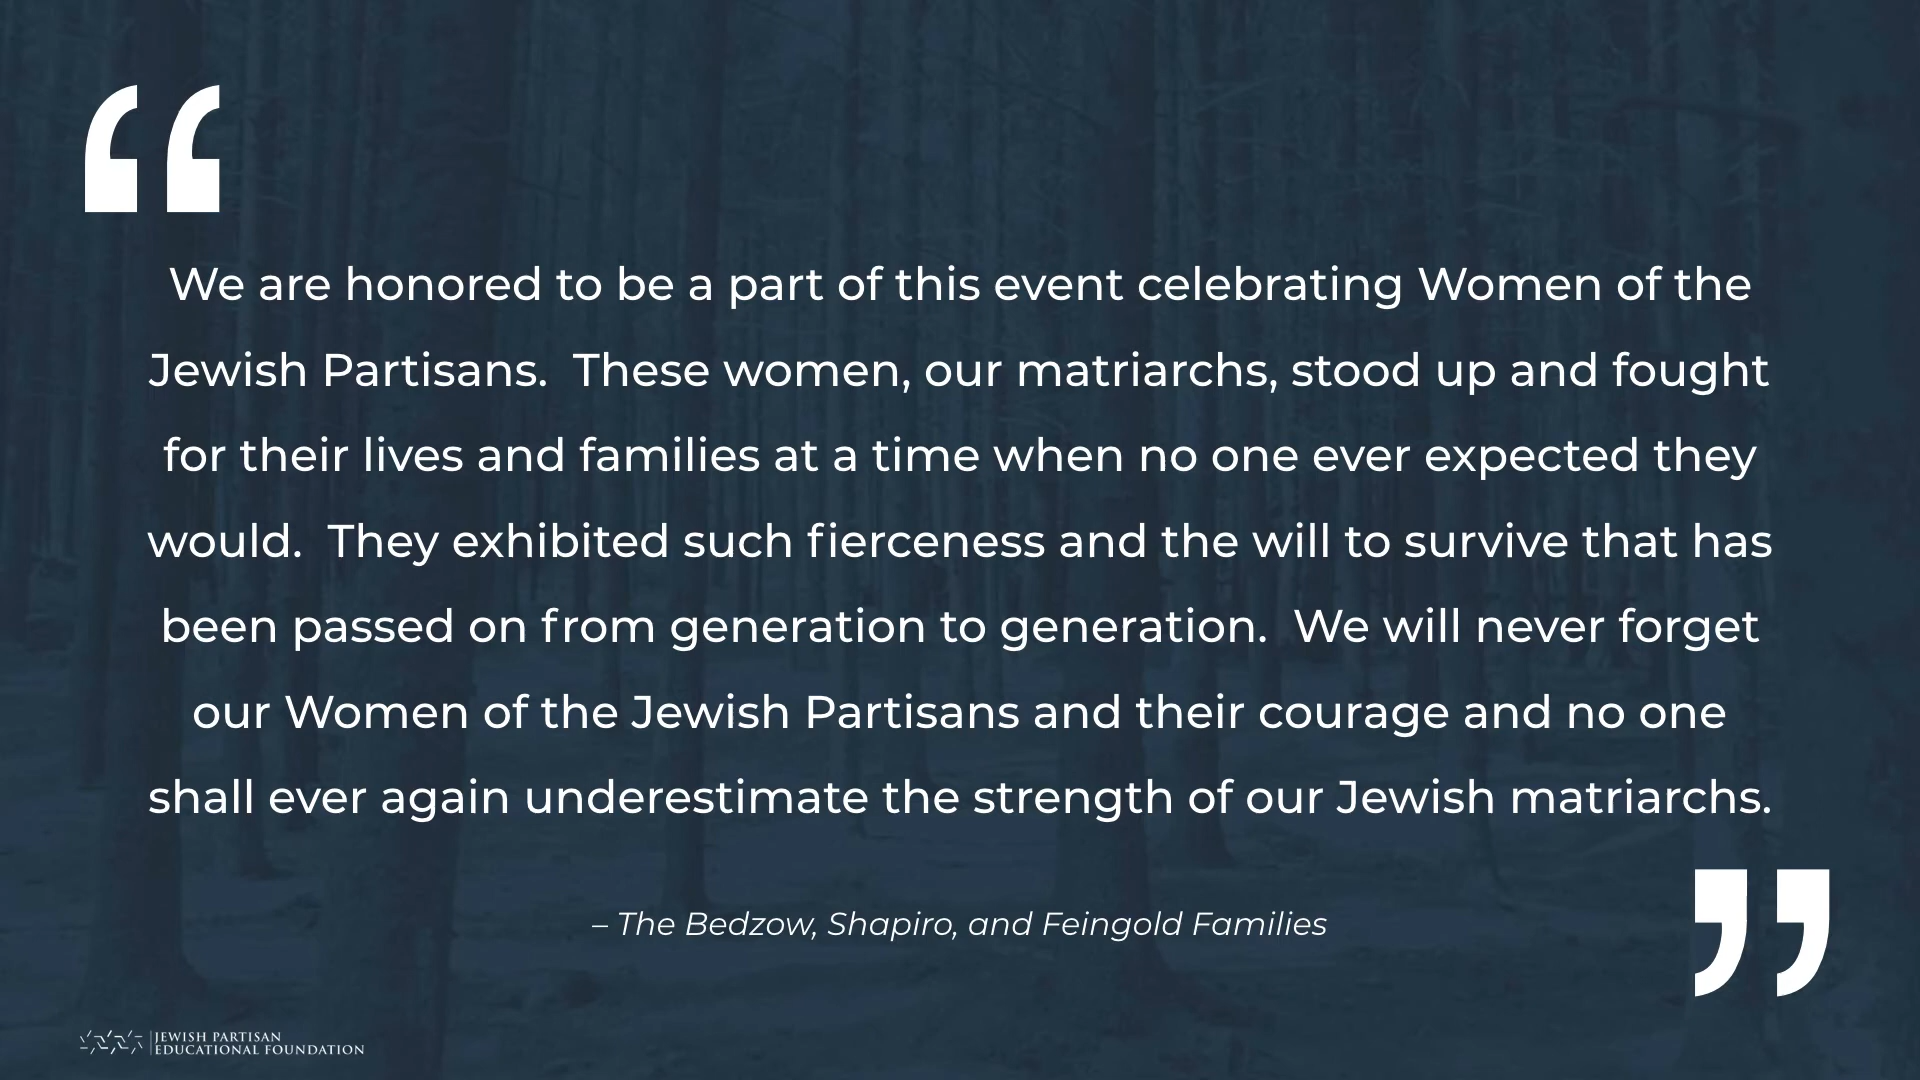 “
We are honored to be a part of this event celebrating Women of the
Jewish Partisans.  These women, our matriarchs, stood up and fought
for their lives and families at a time when no one ever expected they
would.  They exhibited such fierceness and the will to survive that has
been passed on from generation to generation.  We will never forget
our Women of the Jewish Partisans and their courage and no one
shall ever again underestimate the strength of our Jewish matriarchs.
”
– The Bedzow, Shapiro, and Feingold Families
JEWISH PARTISAN
EDUCATIONAL FOUNDATION